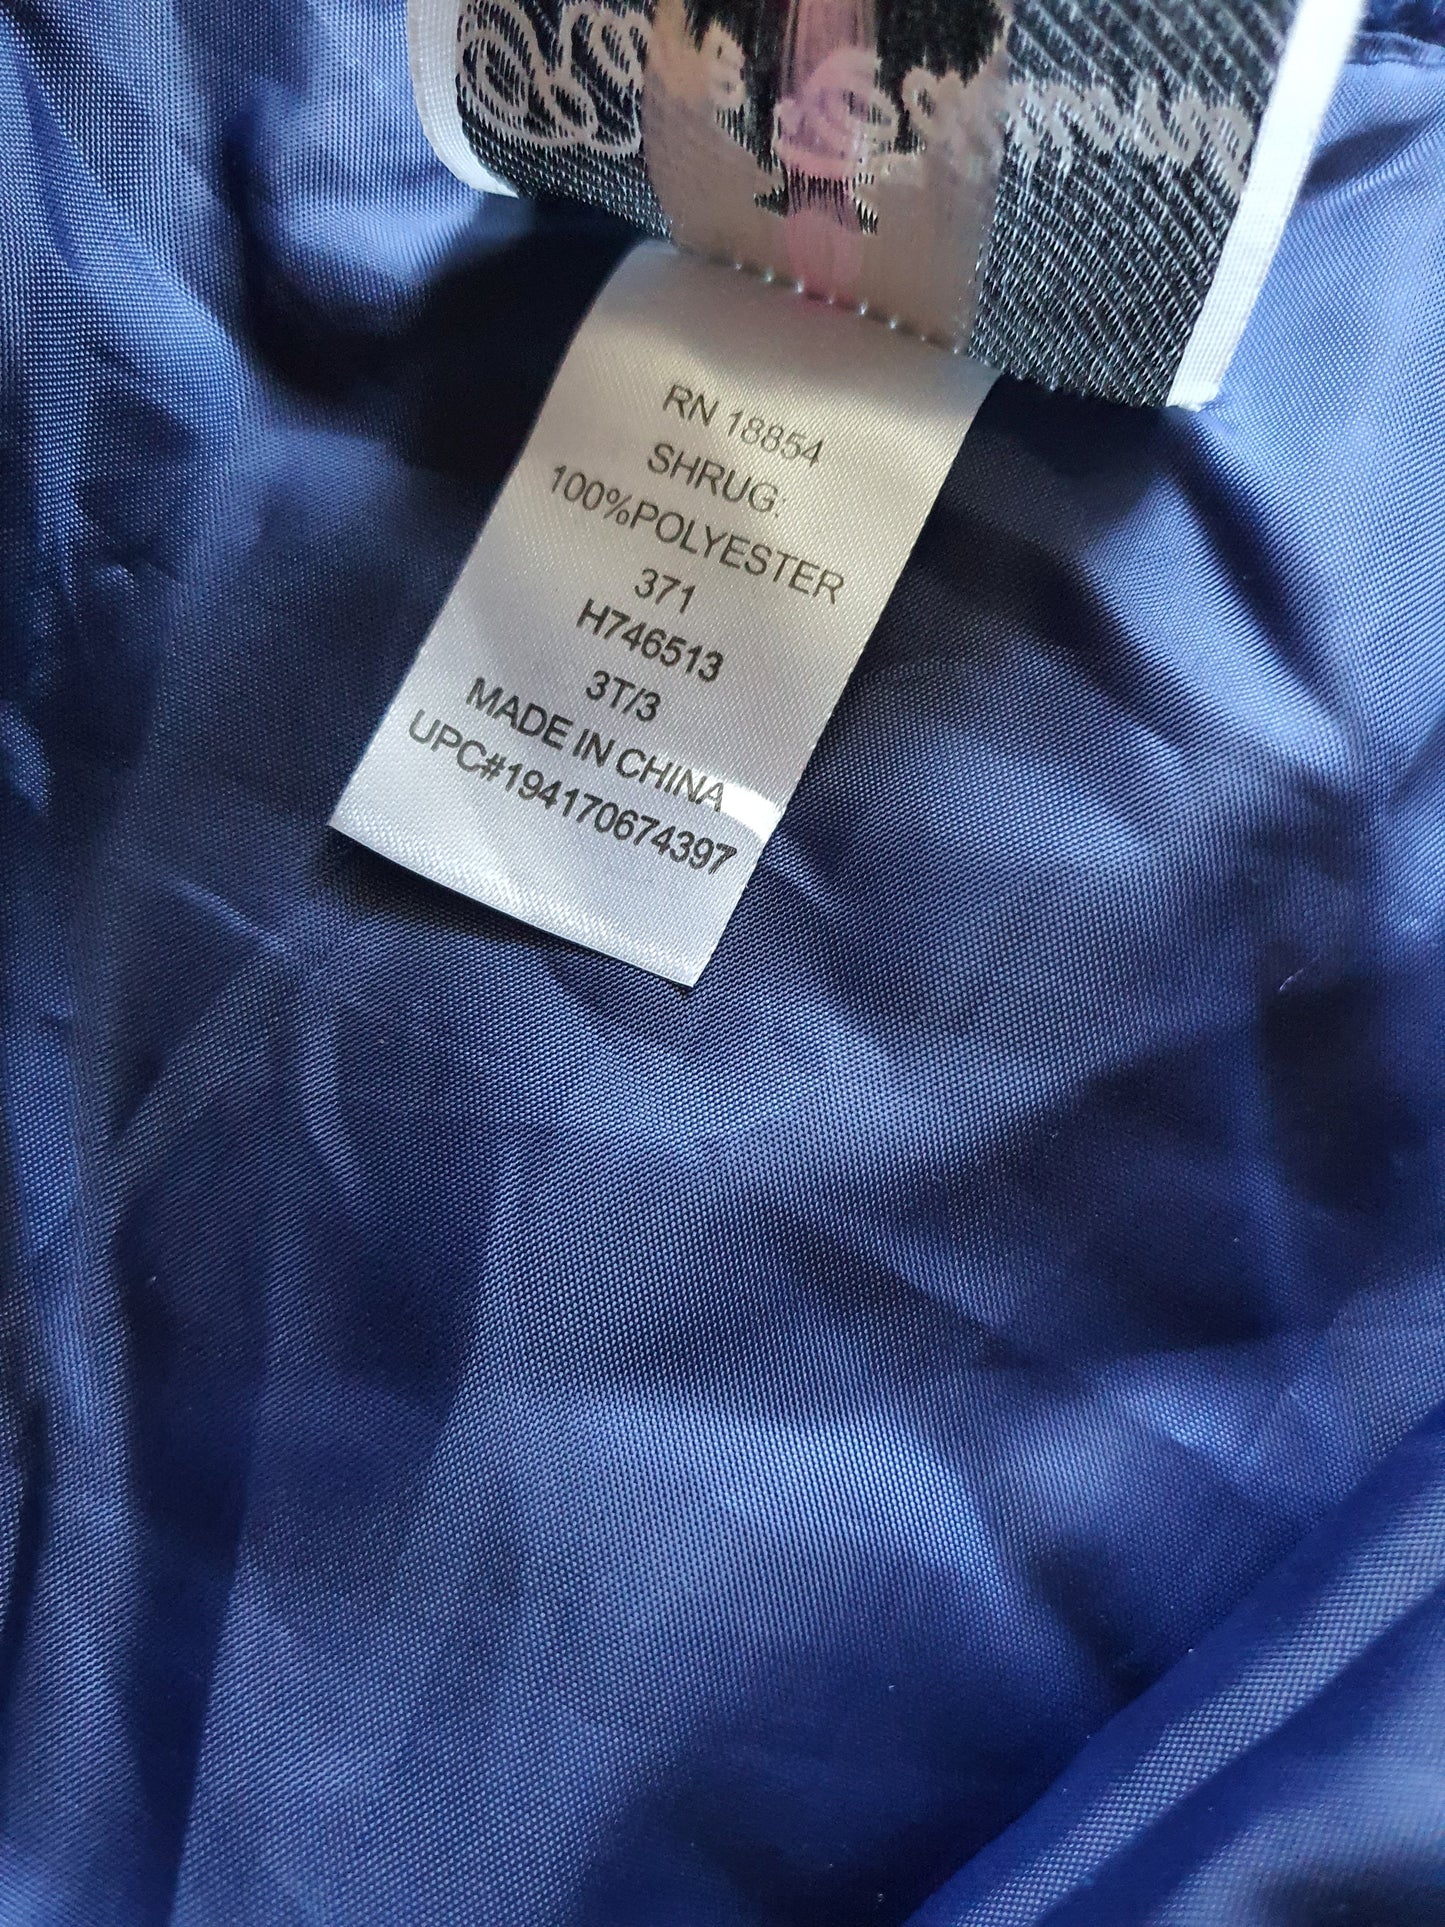 RN 18854
SHRUG:
100%POLYESTER
371
H746513
3T/3
MADE IN CHINA
UPC#194170674397